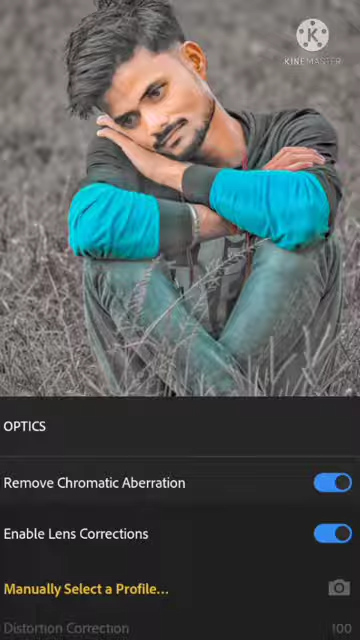 KINEMASTER
OPTICS
Remove Chromatic Aberration
Enable Lens Corrections
Manually Select a Profile...
Distortion Correction 100